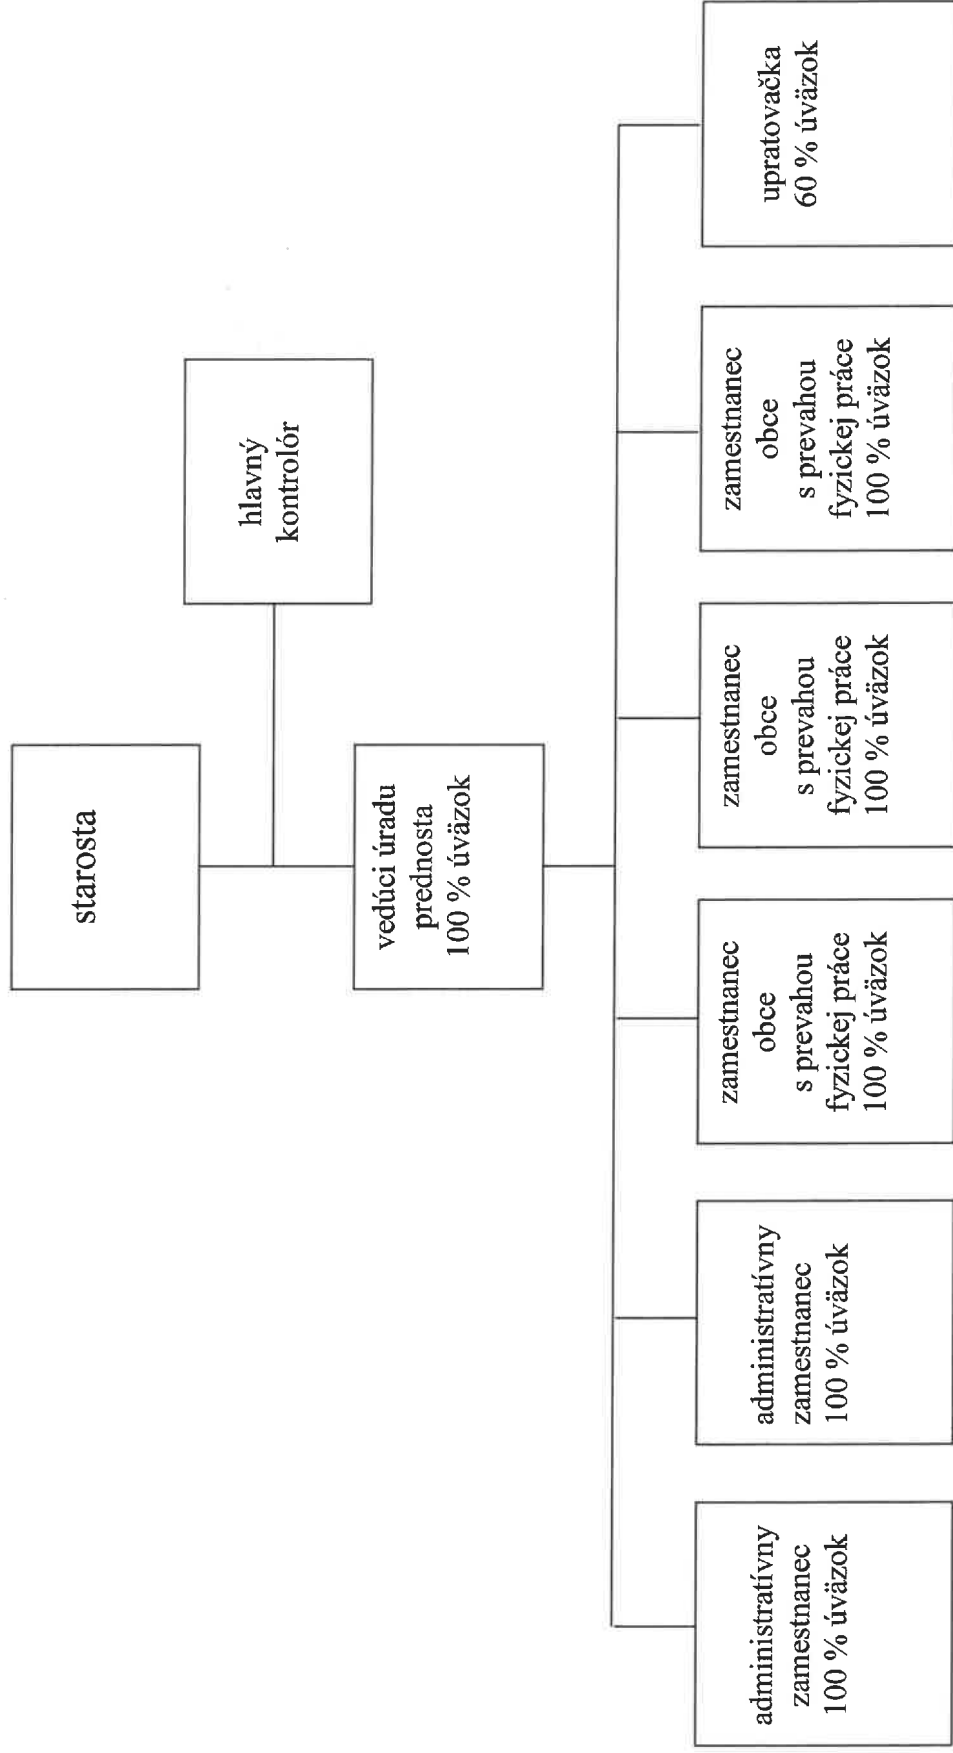 starosta
hlavný
kontrolór
vedúci úradu
prednosta
100 % úväzok
administratívny
zamestnanec
100 % úväzok
administratívny
zamestnanec
100 % úväzok
zamestnanec
obce
s prevahou
fyzickej práce
100 % úväzok
zamestnanec
obce
s prevahou
fyzickej práce
100 % úväzok
zamestnanec
obce
s prevahou
fyzickej práce
100 % úväzok
upratovačka
60 % úväzok